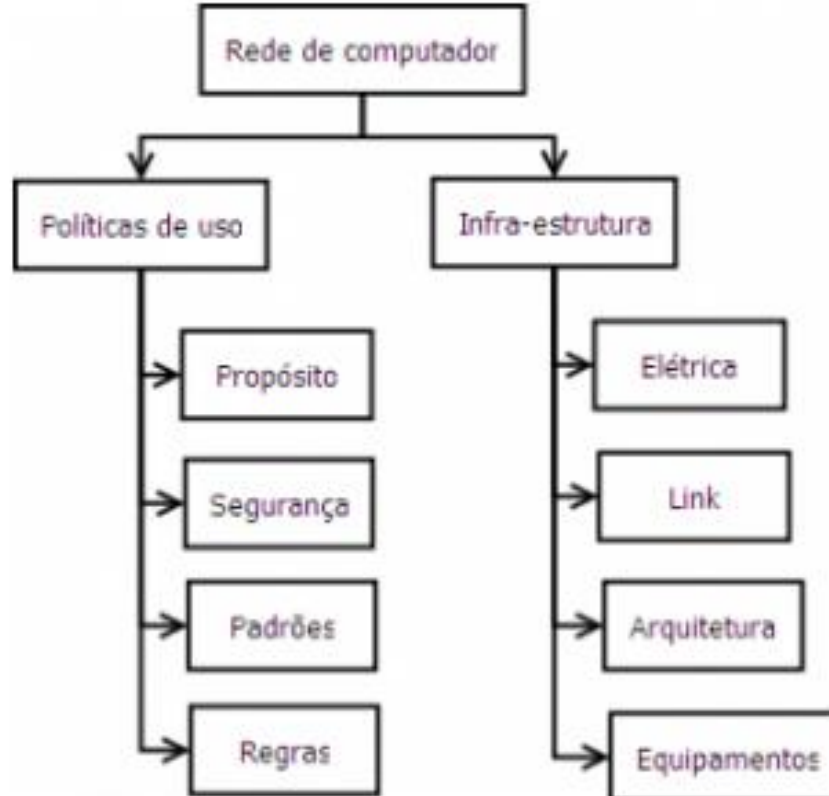 Rede de computador
Políticas de uso
Infra-estrutura
Propósito
Segurança
Padrões
Regras
Elétrica
Link
Arquitetura
Equipamentos